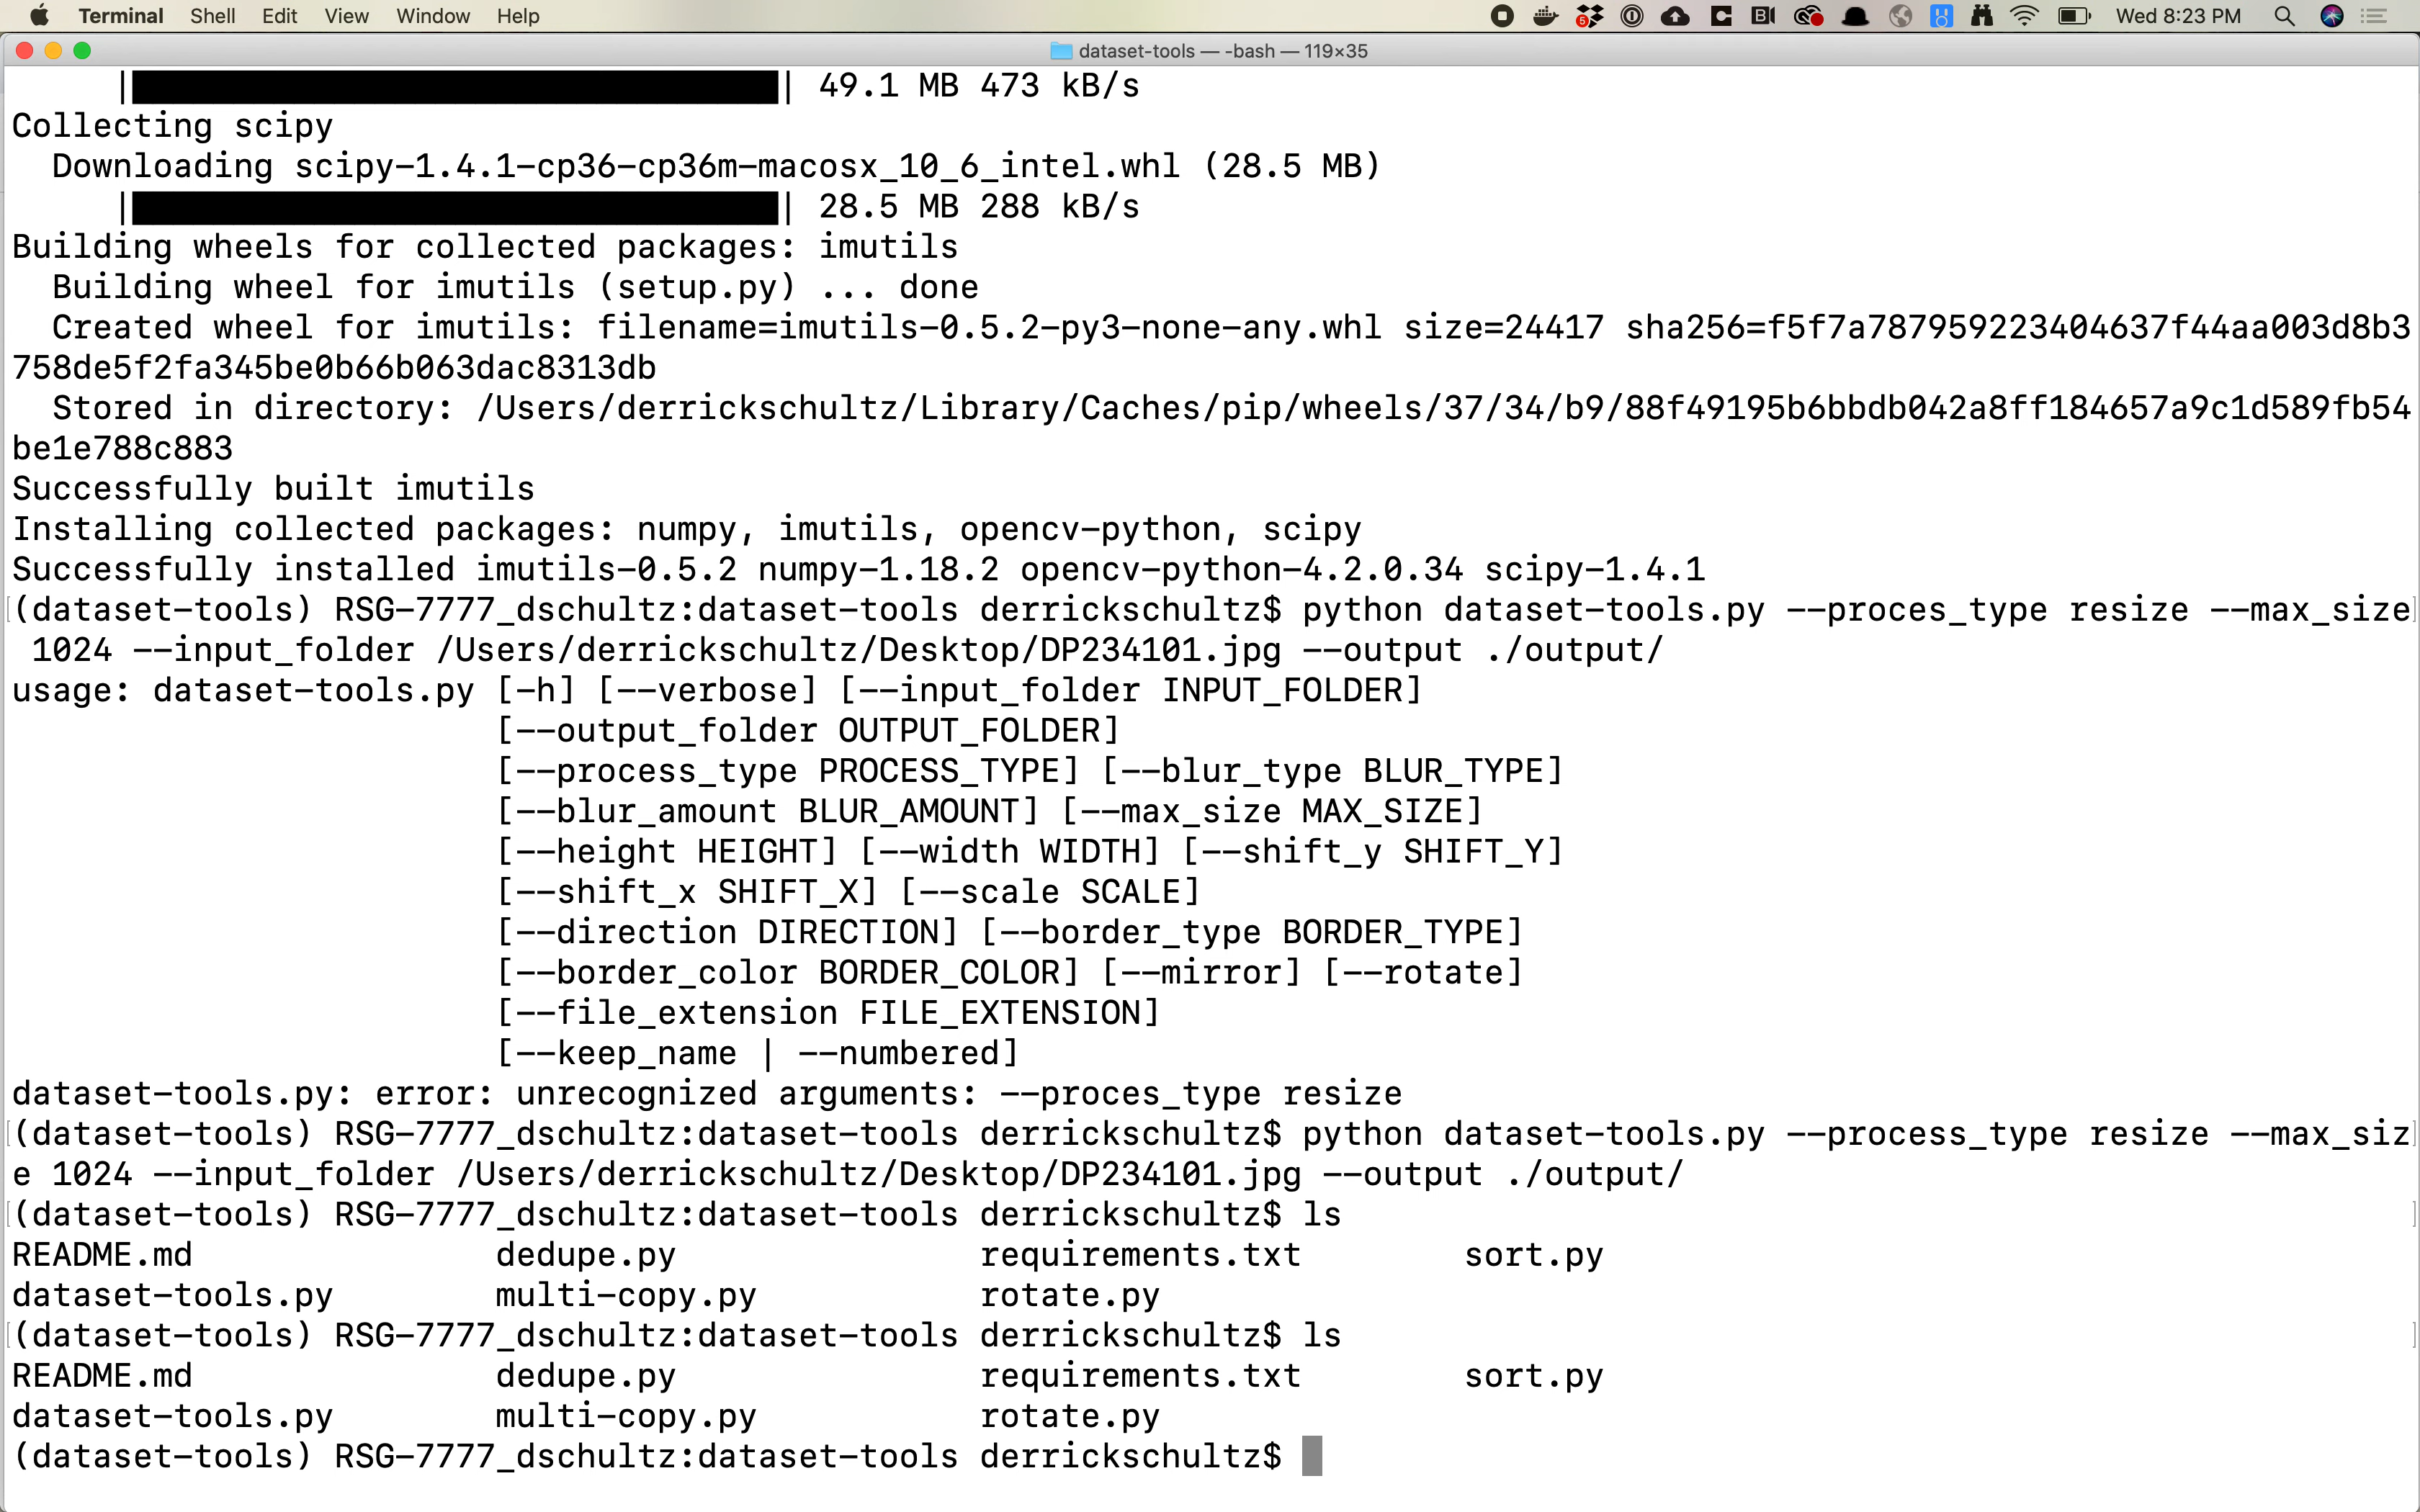 Terminal Shell Edit View Window Help Wed 8:23 PM
dataset-tools — -bash — 119×35
49.1 MB 473 kB/s
Collecting scipy
  Downloading scipy-1.4.1-cp36-cp36m-macosx_10_6_intel.whl (28.5 MB)
28.5 MB 288 kB/s
Building wheels for collected packages: imutils
  Building wheel for imutils (setup.py) ... done
  Created wheel for imutils: filename=imutils-0.5.2-py3-none-any.whl size=24417 sha256=f5f7a787959223404637f44aa003d8b3
758de5f2fa345be0b66b063dac8313db
  Stored in directory: /Users/derrickschultz/Library/Caches/pip/wheels/37/34/b9/88f49195b6bbdb042a8ff184657a9c1d589fb54
be1e788c883
Successfully built imutils
Installing collected packages: numpy, imutils, opencv-python, scipy
Successfully installed imutils-0.5.2 numpy-1.18.2 opencv-python-4.2.0.34 scipy-1.4.1
(dataset-tools) RSG-7777_dschultz:dataset-tools derrickschultz$ python dataset-tools.py --proces_type resize --max_size
 1024 --input_folder /Users/derrickschultz/Desktop/DP234101.jpg --output ./output/
usage: dataset-tools.py [-h] [--verbose] [--input_folder INPUT_FOLDER]
                        [--output_folder OUTPUT_FOLDER]
                        [--process_type PROCESS_TYPE] [--blur_type BLUR_TYPE]
                        [--blur_amount BLUR_AMOUNT] [--max_size MAX_SIZE]
                        [--height HEIGHT] [--width WIDTH] [--shift_y SHIFT_Y]
                        [--shift_x SHIFT_X] [--scale SCALE]
                        [--direction DIRECTION] [--border_type BORDER_TYPE]
                        [--border_color BORDER_COLOR] [--mirror] [--rotate]
                        [--file_extension FILE_EXTENSION]
                        [--keep_name | --numbered]
dataset-tools.py: error: unrecognized arguments: --proces_type resize
(dataset-tools) RSG-7777_dschultz:dataset-tools derrickschultz$ python dataset-tools.py --process_type resize --max_siz
e 1024 --input_folder /Users/derrickschultz/Desktop/DP234101.jpg --output ./output/
(dataset-tools) RSG-7777_dschultz:dataset-tools derrickschultz$ ls
README.md dedupe.py requirements.txt sort.py
dataset-tools.py multi-copy.py rotate.py
(dataset-tools) RSG-7777_dschultz:dataset-tools derrickschultz$ ls
README.md dedupe.py requirements.txt sort.py
dataset-tools.py multi-copy.py rotate.py
(dataset-tools) RSG-7777_dschultz:dataset-tools derrickschultz$